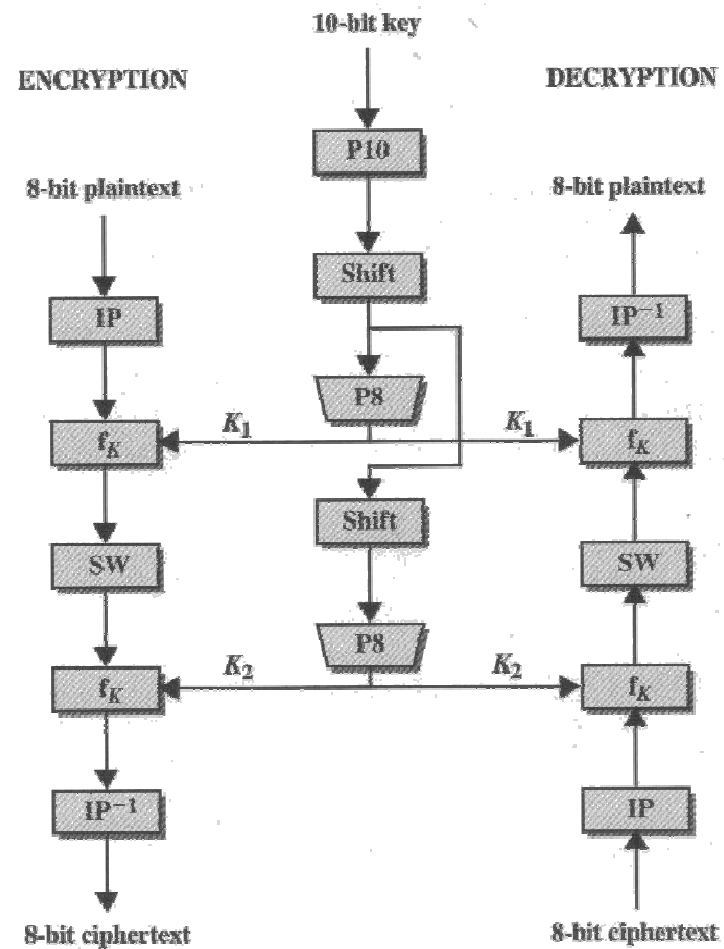 10-bit key
ENCRYPTION
DECRYPTION
P10
8-bit plaintext
8-bit plaintext
Shift
IP
IP⁻¹
P8
K₁
K₁
f_K
f_K
Shift
SW
SW
P8
K₂
K₂
f_K
f_K
IP⁻¹
IP
8-bit ciphertext
8-bit ciphertext